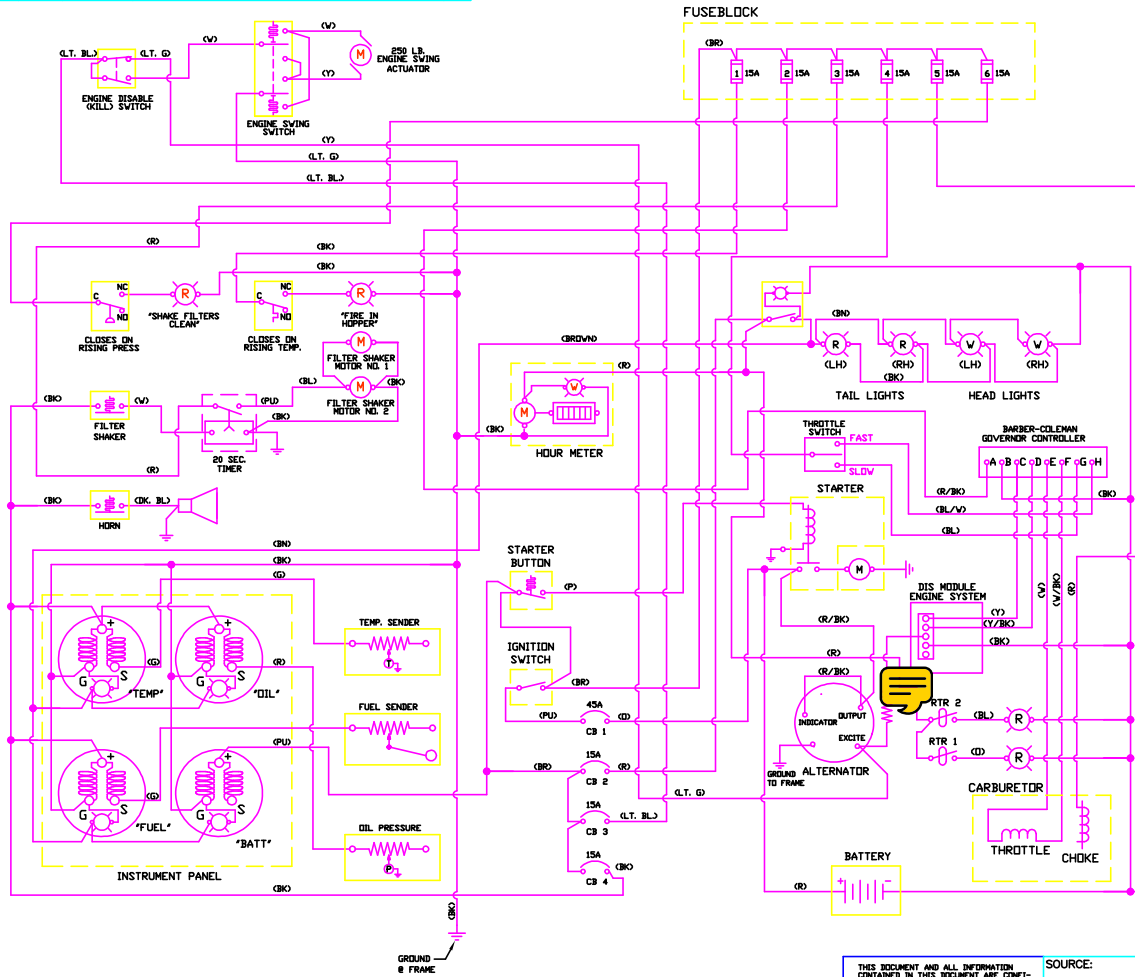 FUSEBLOCK
(BR)
1 15A
2 15A
3 15A
4 15A
5 15A
6 15A
(LT. BL.)
(LT. G)
(W)
ENGINE DISABLE
(KILL) SWITCH
(W)
(Y)
M
250 LB.
ENGINE SWING
ACTUATOR
ENGINE SWING
SWITCH
(Y)
(LT. G)
(LT. BL.)
(R)
(BK)
(BK)
C
NC
NO
R
"SHAKE FILTERS
CLEAN"
CLOSES ON
RISING PRESS
C
NC
NO
R
"FIRE IN
HOPPER"
CLOSES ON
RISING TEMP.
M
FILTER SHAKER
MOTOR NO. 1
M
FILTER SHAKER
MOTOR NO. 2
(BL)
(BK)
(BK)
(W)
FILTER
SHAKER
(PU)
(BK)
20 SEC.
TIMER
(R)
(BROWN)
(R)
W
M
(BK)
HOUR METER
(BN)
R
(LH)
R
(RH)
W
(LH)
W
(RH)
(BK)
TAIL LIGHTS
HEAD LIGHTS
THROTTLE
SWITCH
FAST
SLOW
BARBER-COLEMAN
GOVERNOR CONTROLLER
A B C D E F G H
(R/BK)
(BK)
(BL/W)
(BL)
(BK)
(DK. BL)
HORN
(BN)
(BK)
(G)
STARTER
M
STARTER
BUTTON
(P)
IGNITION
SWITCH
(BR)
(PU)
45A
CB 1
(O)
(BR)
15A
CB 2
(R)
15A
CB 3
(LT. BL.)
15A
CB 4
(BK)
+
G
S
"TEMP"
(G)
+
G
S
"OIL"
(R)
+
G
S
"FUEL"
(G)
+
G
S
"BATT"
(PU)
INSTRUMENT PANEL
TEMP. SENDER
T
FUEL SENDER
OIL PRESSURE
P
(BK)
(BK)
GROUND
@ FRAME
(R/BK)
(R)
(R/BK)
INDICATOR
OUTPUT
EXCITE
GROUND
TO FRAME
ALTERNATOR
(LT. G)
DIS MODULE
ENGINE SYSTEM
(Y)
(Y/BK)
(BK)
(W)
(W/BK)
(R)
RTR 2
(BL)
R
RTR 1
(O)
R
CARBURETOR
THROTTLE
CHOKE
BATTERY
(R)
+
-
THIS DOCUMENT AND ALL INFORMATION
CONTAINED IN THIS DOCUMENT ARE CONFI-
SOURCE: